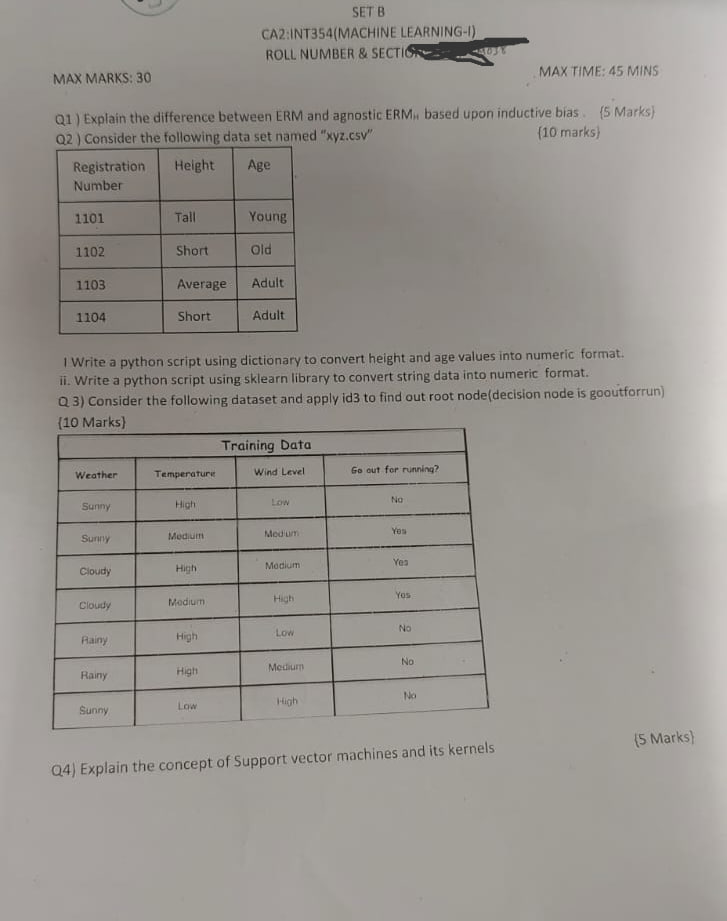 SET B
CA2:INT354(MACHINE LEARNING-I)
ROLL NUMBER & SECTION
MAX MARKS: 30
MAX TIME: 45 MINS
Q1 ) Explain the difference between ERM and agnostic ERMH based upon inductive bias . {5 Marks}
Q2 ) Consider the following data set named "xyz.csv" {10 marks}
Registration Number Height Age
1101 Tall Young
1102 Short Old
1103 Average Adult
1104 Short Adult
I Write a python script using dictionary to convert height and age values into numeric format.
ii. Write a python script using sklearn library to convert string data into numeric format.
Q 3) Consider the following dataset and apply id3 to find out root node(decision node is gooutforrun)
{10 Marks}
Training Data
Weather Temperature Wind Level Go out for running?
Sunny High Low No
Sunny Medium Medium Yes
Cloudy High Medium Yes
Cloudy Medium High Yes
Rainy High Low No
Rainy High Medium No
Sunny Low High No
Q4) Explain the concept of Support vector machines and its kernels {5 Marks}